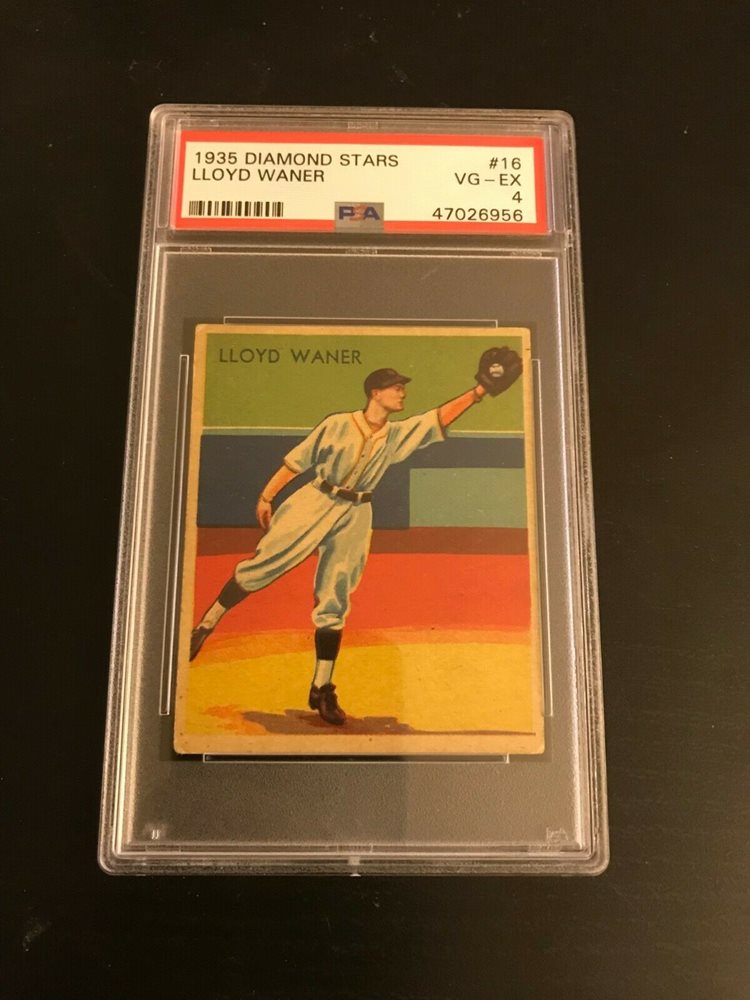 1935 DIAMOND STARS #16
LLOYD WANER VG-EX
4
PSA 47026956
LLOYD WANER